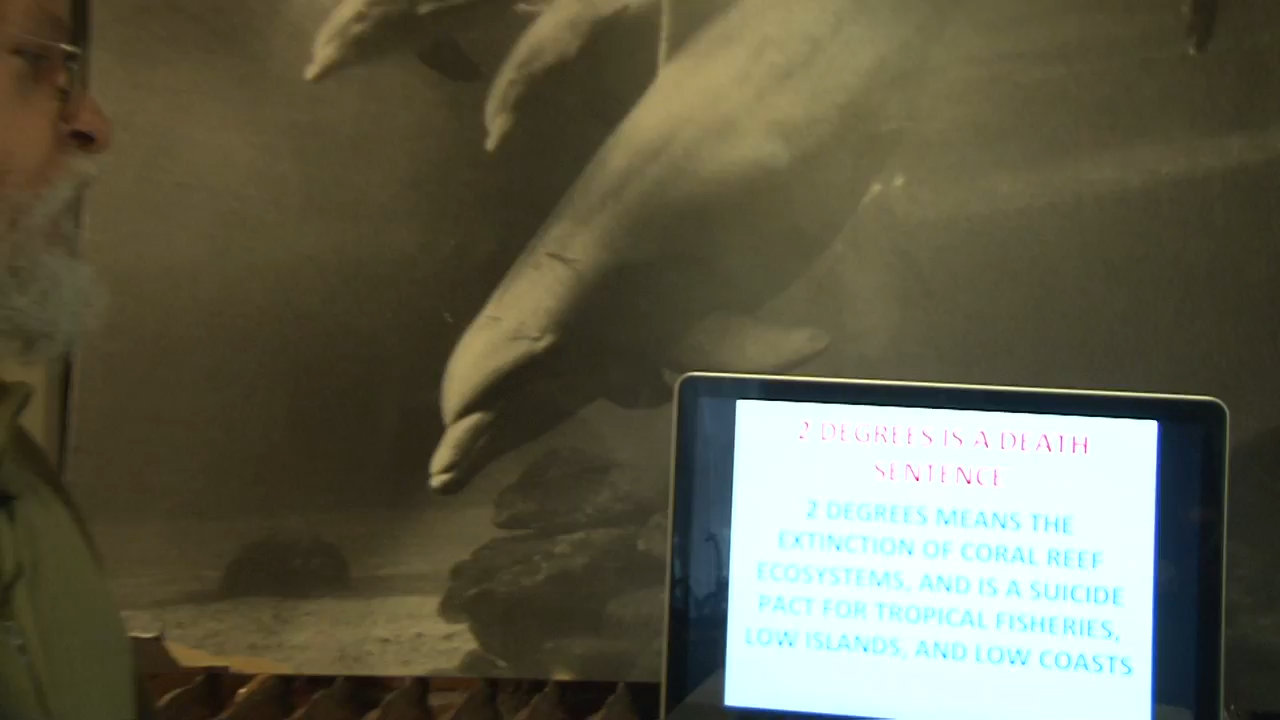 2 DEGREES IS A DEATH
SENTENCE
2 DEGREES MEANS THE
EXTINCTION OF CORAL REEF
ECOSYSTEMS, AND IS A SUICIDE
PACT FOR TROPICAL FISHERIES,
LOW ISLANDS, AND LOW COASTS